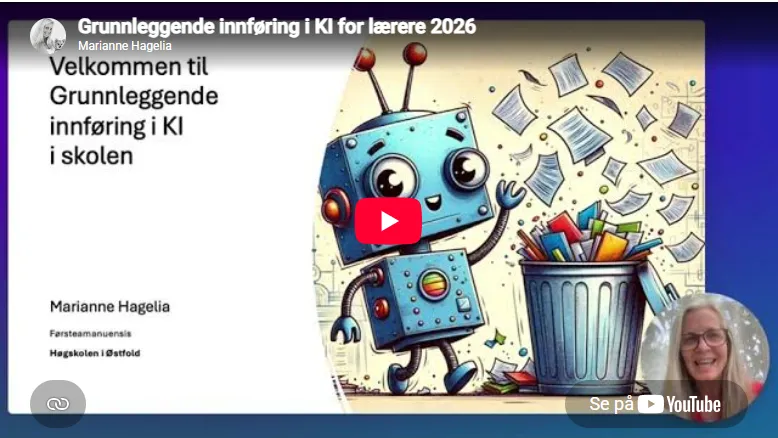 Grunnleggende innføring i KI for lærere 2026
Marianne Hagelia
Velkommen til
Grunnleggende
innføring i KI
i skolen
Marianne Hagelia
Førsteamanuensis
Høgskolen i Østfold
Se på YouTube